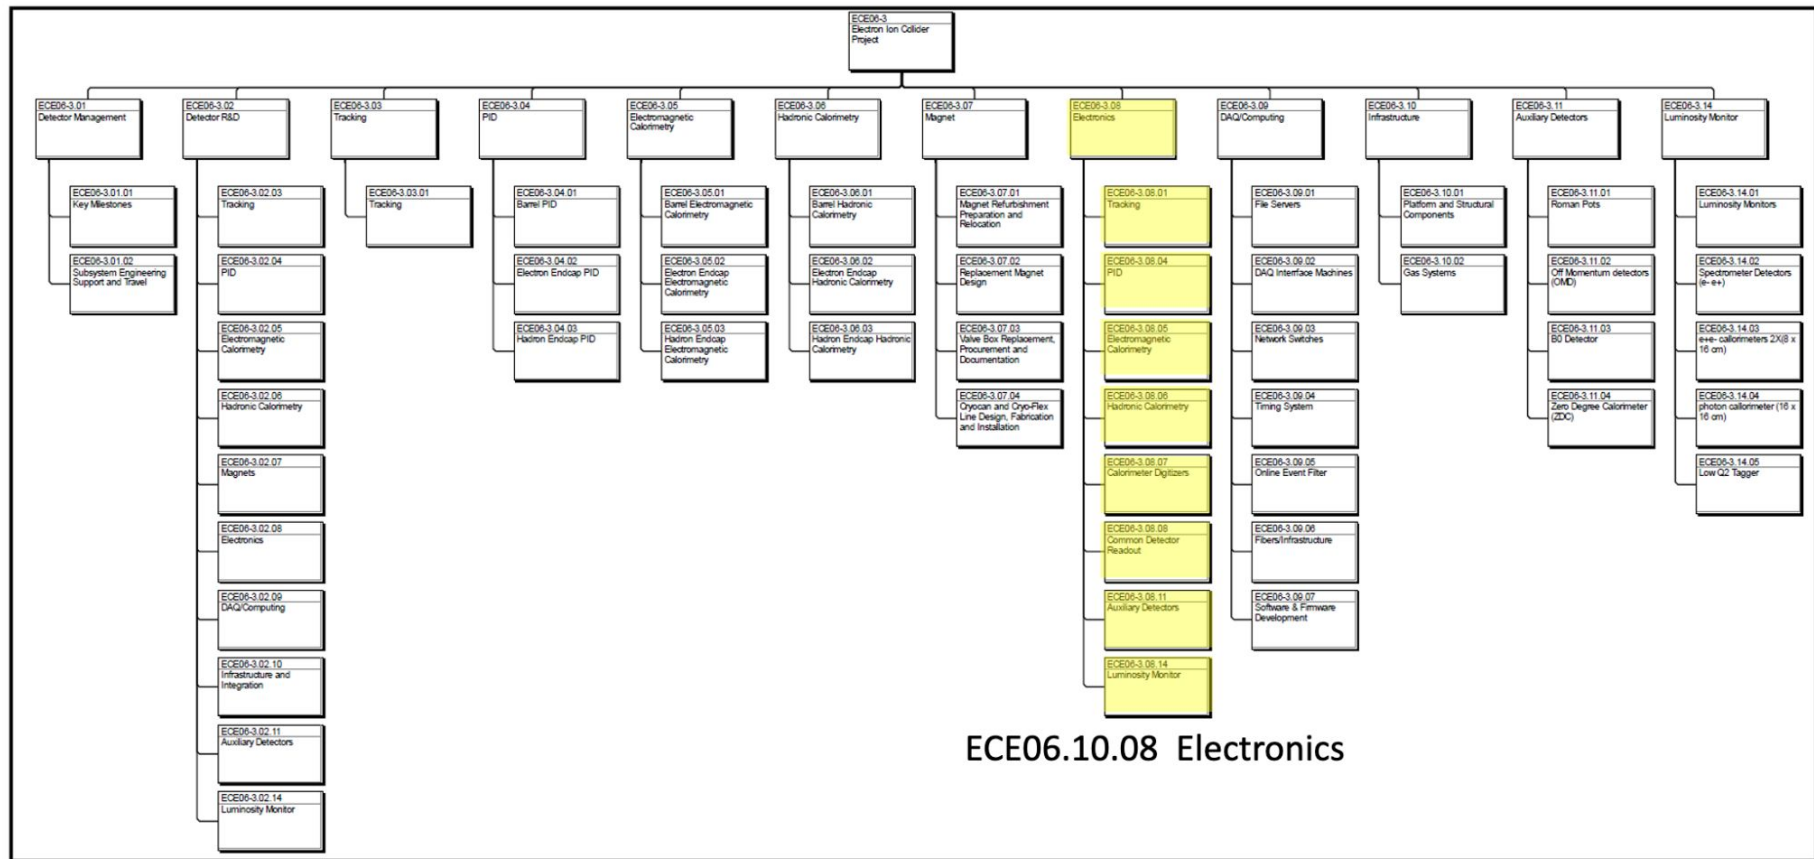 ECE06-3
Electron Ion Collider
Project
ECE06-3.01
Detector Management
ECE06-3.01.01
Key Milestones
ECE06-3.01.02
Subsystem Engineering
Support and Travel
ECE06-3.02
Detector R&D
ECE06-3.02.03
Tracking
ECE06-3.02.04
PID
ECE06-3.02.05
Electromagnetic
Calorimetry
ECE06-3.02.06
Hadronic Calorimetry
ECE06-3.02.07
Magnets
ECE06-3.02.08
Electronics
ECE06-3.02.09
DAQ/Computing
ECE06-3.02.10
Infrastructure and
Integration
ECE06-3.02.11
Auxiliary Detectors
ECE06-3.02.14
Luminosity Monitor
ECE06-3.03
Tracking
ECE06-3.03.01
Tracking
ECE06-3.04
PID
ECE06-3.04.01
Barrel PID
ECE06-3.04.02
Electron Endcap PID
ECE06-3.04.03
Hadron Endcap PID
ECE06-3.05
Electromagnetic
Calorimetry
ECE06-3.05.01
Barrel Electromagnetic
Calorimetry
ECE06-3.05.02
Electron Endcap
Electromagnetic
Calorimetry
ECE06-3.05.03
Hadron Endcap
Electromagnetic
Calorimetry
ECE06-3.06
Hadronic Calorimetry
ECE06-3.06.01
Barrel Hadronic
Calorimetry
ECE06-3.06.02
Electron Endcap
Hadronic Calorimetry
ECE06-3.06.03
Hadron Endcap Hadronic
Calorimetry
ECE06-3.07
Magnet
ECE06-3.07.01
Magnet Refurbishment
Preparation and
Relocation
ECE06-3.07.02
Replacement Magnet
Design
ECE06-3.07.03
Valve Box Replacement,
Procurement and
Documentation
ECE06-3.07.04
Cryocan and Cryo-Flex
Line Design, Fabrication
and Installation
ECE06-3.08
Electronics
ECE06-3.08.01
Tracking
ECE06-3.08.04
PID
ECE06-3.08.05
Electromagnetic
Calorimetry
ECE06-3.08.06
Hadronic Calorimetry
ECE06-3.08.07
Calorimeter Digitizers
ECE06-3.08.08
Common Detector
Readout
ECE06-3.08.11
Auxiliary Detectors
ECE06-3.08.14
Luminosity Monitor
ECE06-3.09
DAQ/Computing
ECE06-3.09.01
File Servers
ECE06-3.09.02
DAQ Interface Machines
ECE06-3.09.03
Network Switches
ECE06-3.09.04
Timing System
ECE06-3.09.05
Online Event Filter
ECE06-3.09.06
Fibers/Infrastructure
ECE06-3.09.07
Software & Firmware
Development
ECE06-3.10
Infrastructure
ECE06-3.10.01
Platform and Structural
Components
ECE06-3.10.02
Gas Systems
ECE06-3.11
Auxiliary Detectors
ECE06-3.11.01
Roman Pots
ECE06-3.11.02
Off Momentum detectors
(OMD)
ECE06-3.11.03
B0 Detector
ECE06-3.11.04
Zero Degree Calorimeter
(ZDC)
ECE06-3.14
Luminosity Monitor
ECE06-3.14.01
Luminosity Monitors
ECE06-3.14.02
Spectrometer Detectors
(e- e+)
ECE06-3.14.03
e+e- callorimeters 2X(8 x
16 cm)
ECE06-3.14.04
photon callorimeter (16 x
16 cm)
ECE06-3.14.05
Low Q2 Tagger
ECE06.10.08 Electronics